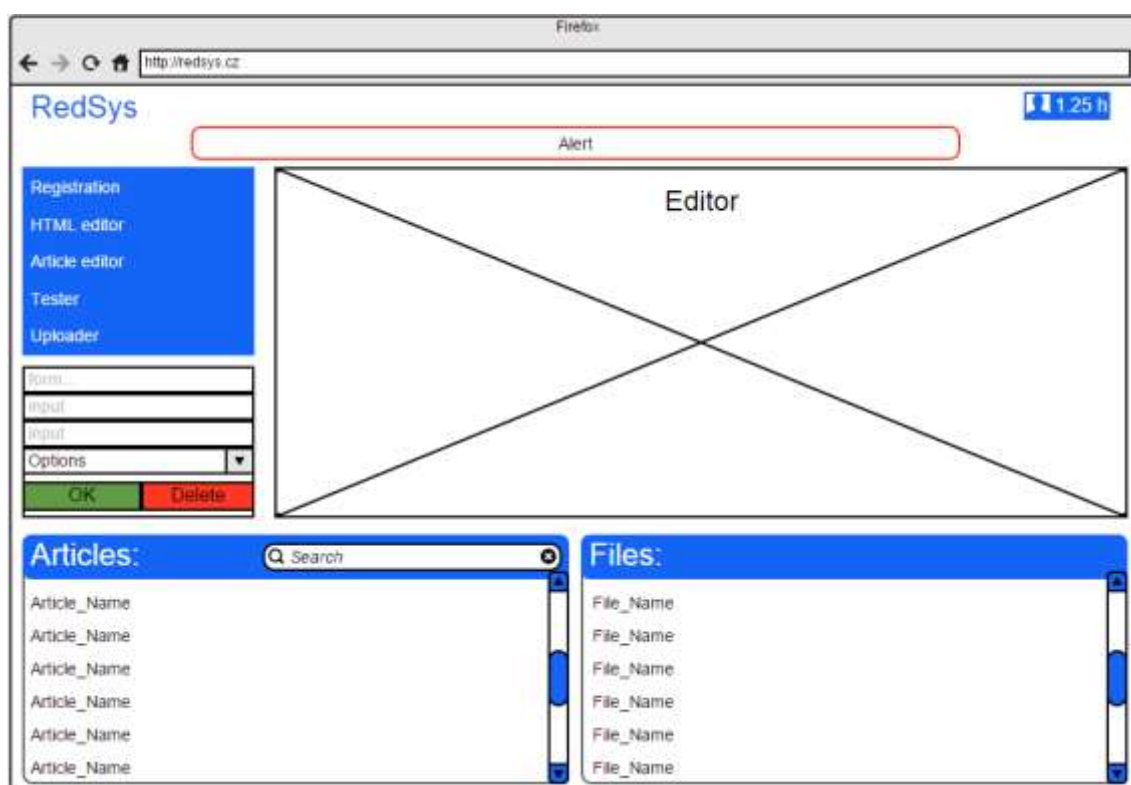 Firefox
http://redsys.cz
RedSys
1.25 h
Alert
Registration
HTML editor
Article editor
Tester
Uploader
form...
input
input
Options
OK
Delete
Editor
Articles:
Search
Article_Name
Article_Name
Article_Name
Article_Name
Article_Name
Article_Name
Files:
File_Name
File_Name
File_Name
File_Name
File_Name
File_Name